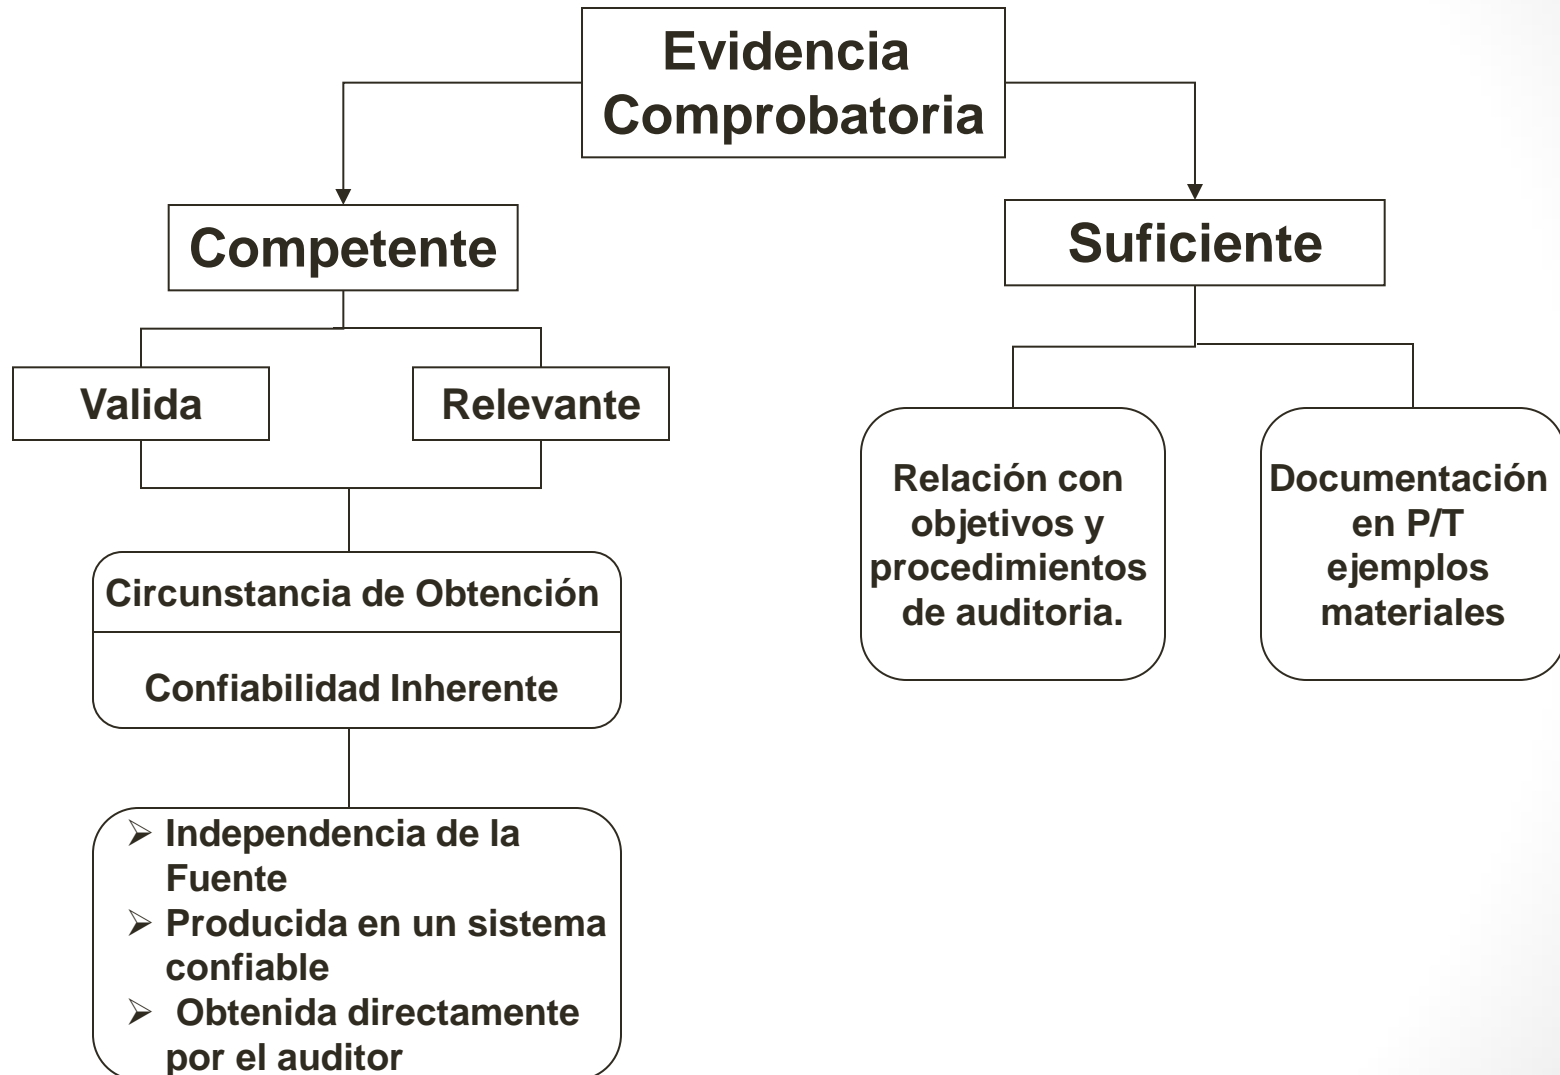 Evidencia
Comprobatoria
Competente
Suficiente
Valida
Relevante
Circunstancia de Obtención
Confiabilidad Inherente
➢ Independencia de la
Fuente
➢ Producida en un sistema
confiable
➢ Obtenida directamente
por el auditor
Relación con
objetivos y
procedimientos
de auditoria.
Documentación
en P/T
ejemplos
materiales